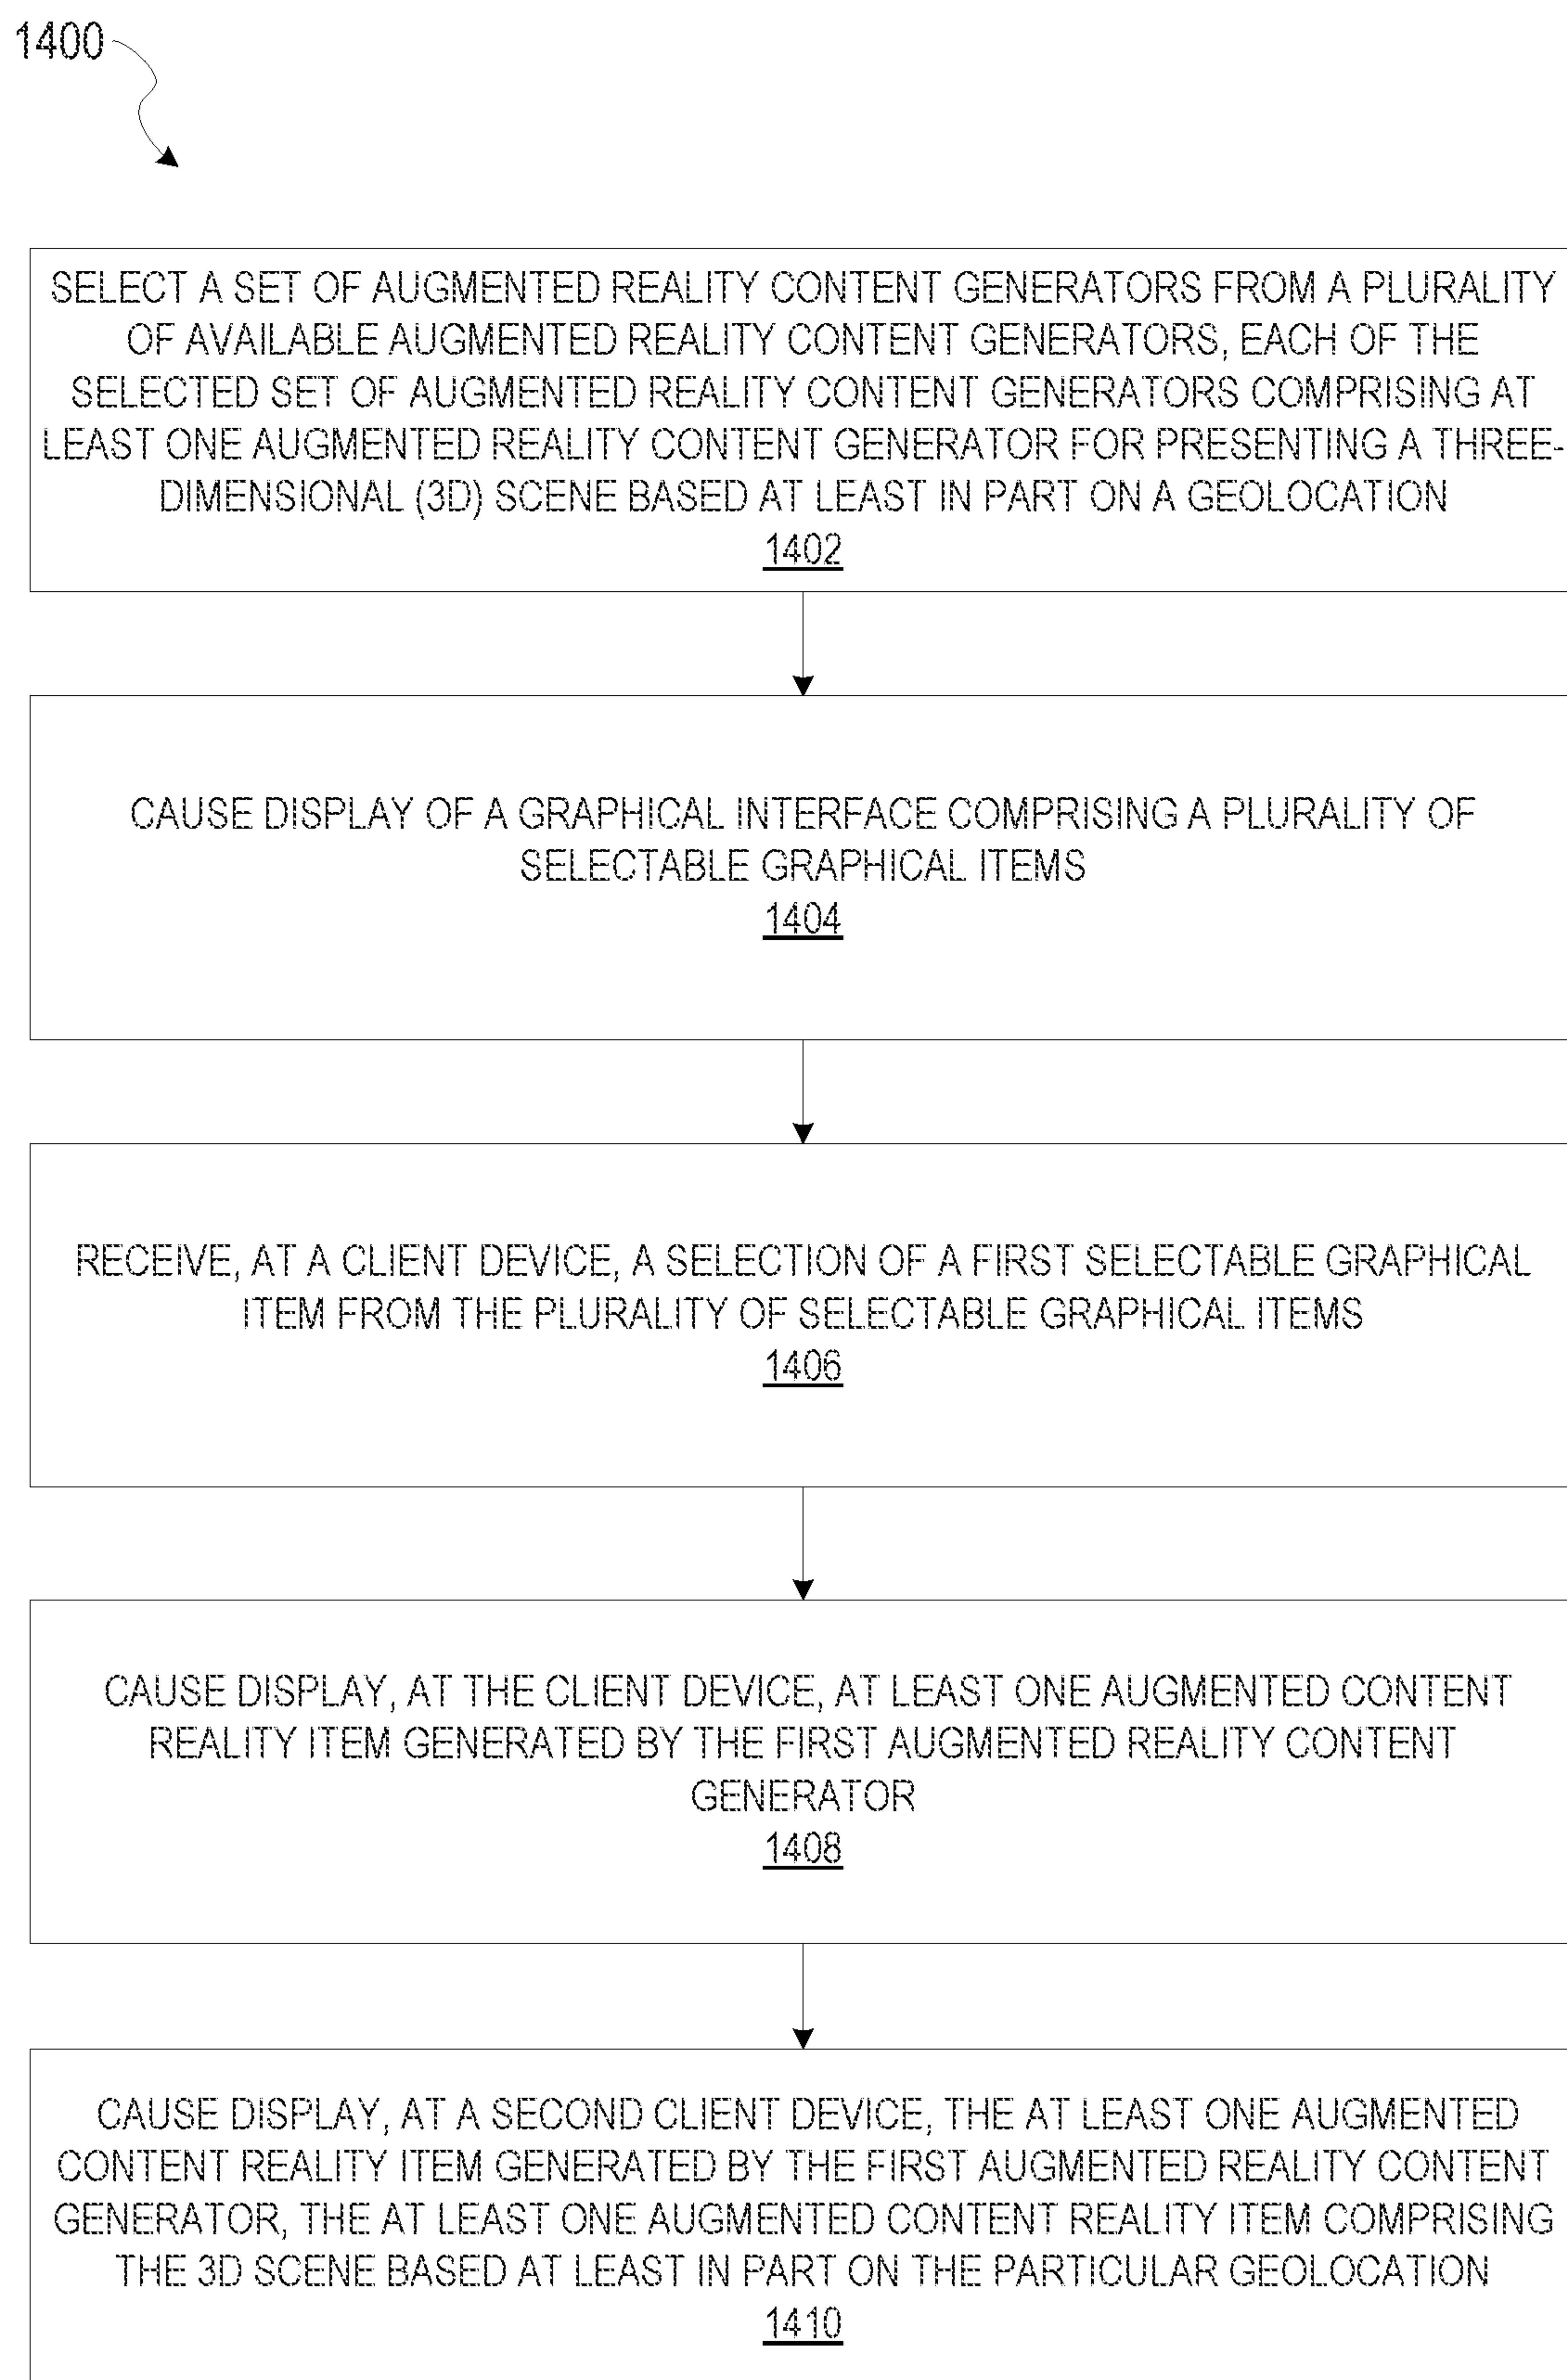 1400
SELECT A SET OF AUGMENTED REALITY CONTENT GENERATORS FROM A PLURALITY
OF AVAILABLE AUGMENTED REALITY CONTENT GENERATORS, EACH OF THE
SELECTED SET OF AUGMENTED REALITY CONTENT GENERATORS COMPRISING AT
LEAST ONE AUGMENTED REALITY CONTENT GENERATOR FOR PRESENTING A THREE-
DIMENSIONAL (3D) SCENE BASED AT LEAST IN PART ON A GEOLOCATION
1402
CAUSE DISPLAY OF A GRAPHICAL INTERFACE COMPRISING A PLURALITY OF
SELECTABLE GRAPHICAL ITEMS
1404
RECEIVE, AT A CLIENT DEVICE, A SELECTION OF A FIRST SELECTABLE GRAPHICAL
ITEM FROM THE PLURALITY OF SELECTABLE GRAPHICAL ITEMS
1406
CAUSE DISPLAY, AT THE CLIENT DEVICE, AT LEAST ONE AUGMENTED CONTENT
REALITY ITEM GENERATED BY THE FIRST AUGMENTED REALITY CONTENT
GENERATOR
1408
CAUSE DISPLAY, AT A SECOND CLIENT DEVICE, THE AT LEAST ONE AUGMENTED
CONTENT REALITY ITEM GENERATED BY THE FIRST AUGMENTED REALITY CONTENT
GENERATOR, THE AT LEAST ONE AUGMENTED CONTENT REALITY ITEM COMPRISING
THE 3D SCENE BASED AT LEAST IN PART ON THE PARTICULAR GEOLOCATION
1410